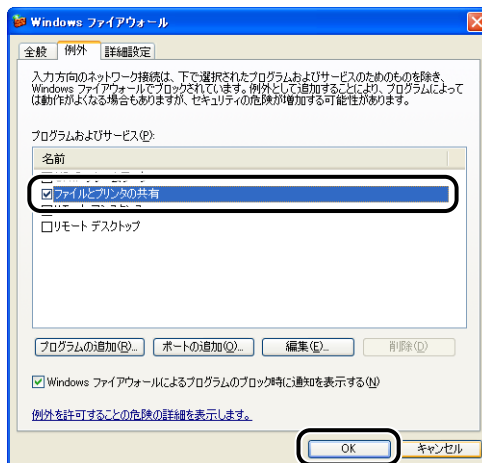 Windows ファイアウォール
全般 例外 詳細設定
入力方向のネットワーク接続は、下で選択されたプログラムおよびサービスのためのものを除き、
Windows ファイアウォールでブロックされています。例外として追加することにより、プログラムによって
は動作がよくなる場合もありますが、セキュリティの危険が増加する可能性があります。
プログラムおよびサービス(P):
名前
ファイルとプリンタの共有
リモート デスクトップ
プログラムの追加(R)... ポートの追加(O)... 編集(E)... 削除(D)
Windows ファイアウォールによるプログラムのブロック時に通知を表示する(N)
例外を許可することの危険の詳細を表示します。
OK キャンセル